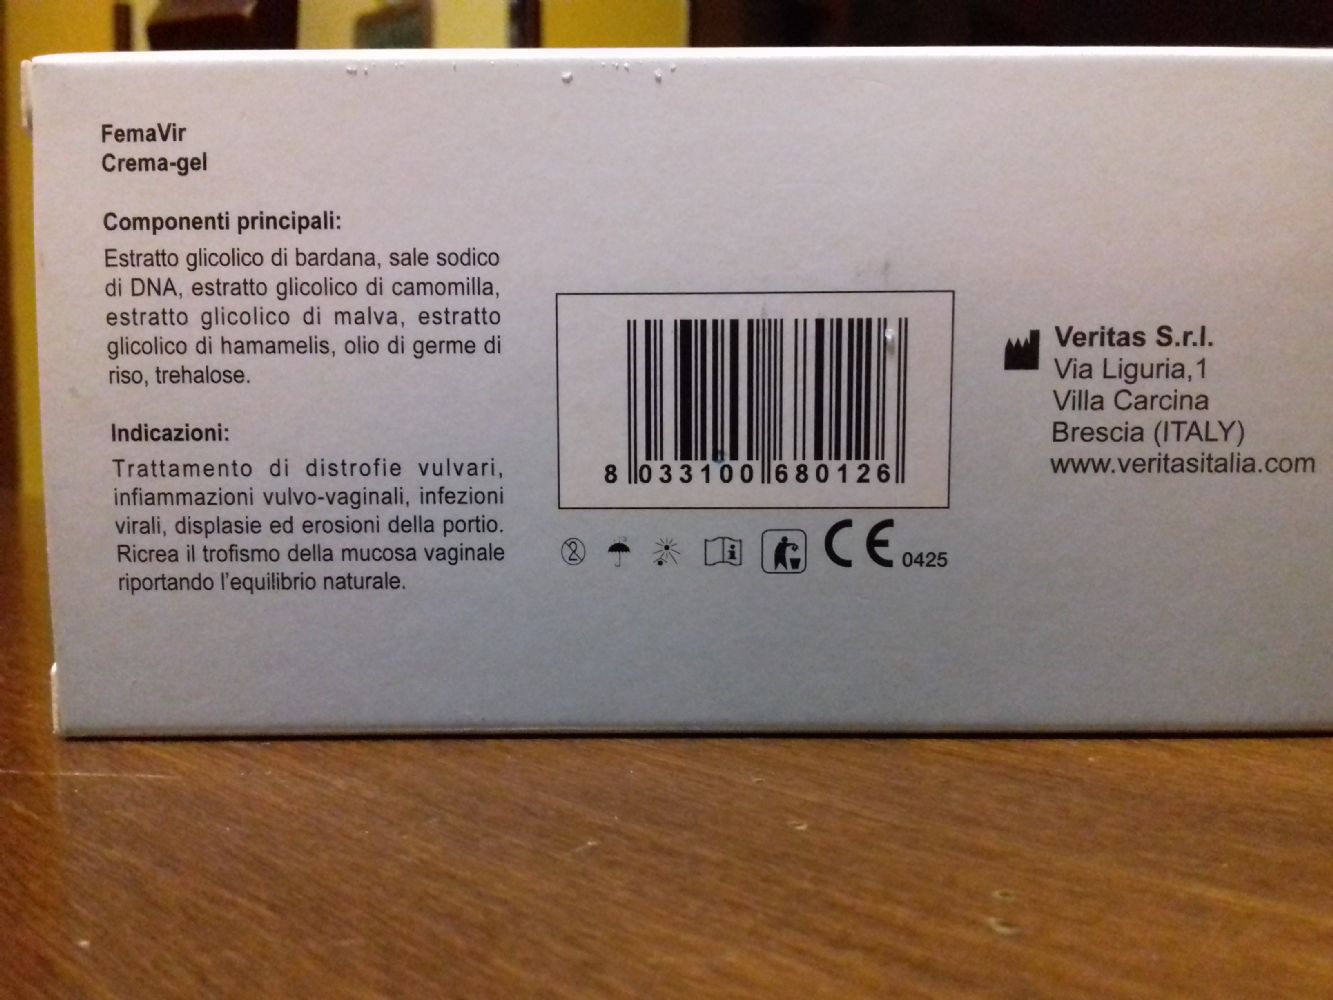 FemaVir
Crema-gel
Componenti principali:
Estratto glicolico di bardana, sale sodico
di DNA, estratto glicolico di camomilla,
estratto glicolico di malva, estratto
glicolico di hamamelis, olio di germe di
riso, trehalose.
Indicazioni:
Trattamento di distrofie vulvari,
infiammazioni vulvo-vaginali, infezioni
virali, displasie ed erosioni della portio.
Ricrea il trofismo della mucosa vaginale
riportando l'equilibrio naturale.
8 033100 680126
2
i
CE 0425
Veritas S.r.l.
Via Liguria,1
Villa Carcina
Brescia (ITALY)
www.veritasitalia.com